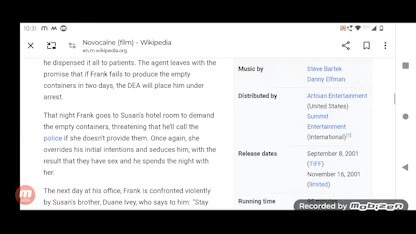 10:31
Novocaine (film) - Wikipedia
en.m.wikipedia.org
he dispensed it all to patients. The agent leaves with the
promise that if Frank fails to produce the empty
containers in two days, the DEA will place him under
arrest.
That night Frank goes to Susan's hotel room to demand
the empty containers, threatening that he'll call the
police if she doesn't provide them. Once again, she
overrides his initial intentions and seduces him, with the
result that they have sex and he spends the night with
her.
The next day at his office, Frank is confronted violently
by Susan's brother, Duane Ivey, who says to him: "Stay
Music by
Steve Bartek
Danny Elfman
Distributed by
Artisan Entertainment
(United States)
Summit
Entertainment
(International)[1]
Release dates
September 8, 2001
(TIFF)
November 16, 2001
(limited)
Running time
Recorded by
Mobizen